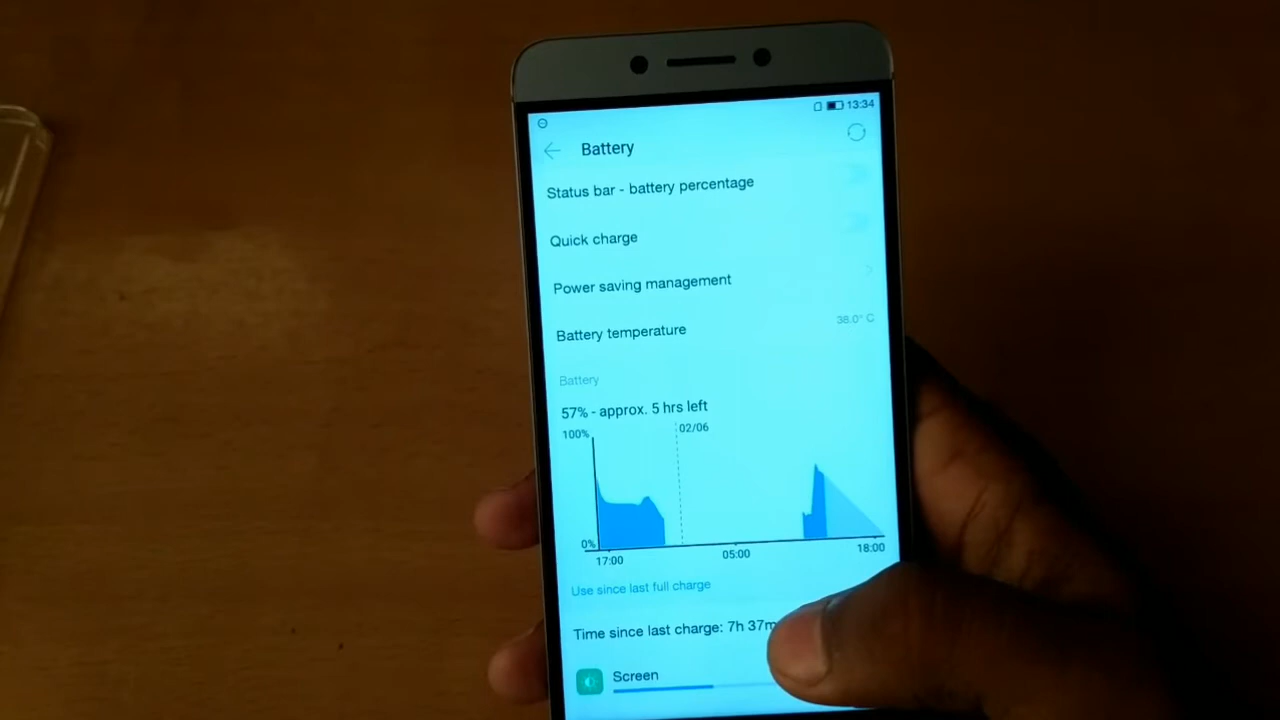 13:34
Battery
Status bar - battery percentage
Quick charge
Power saving management
Battery temperature 38.0° C
Battery
57% - approx. 5 hrs left
100%
02/06
0%
17:00 05:00 18:00
Use since last full charge
Time since last charge: 7h 37m
Screen